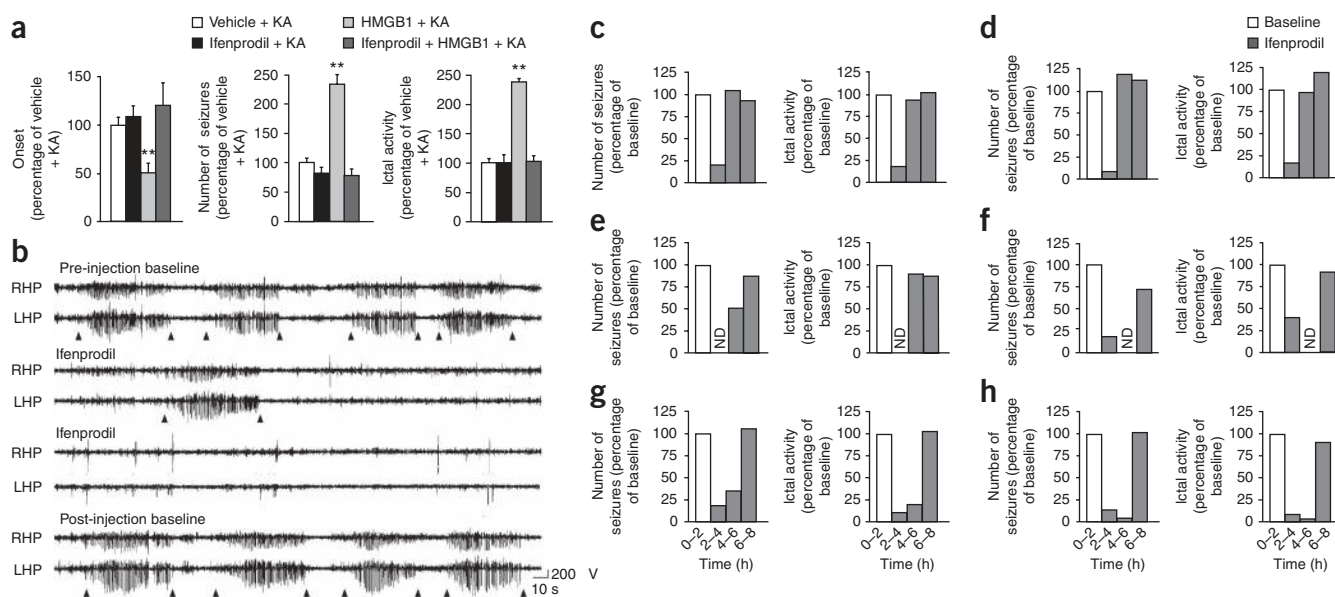 a
Vehicle + KA
HMGB1 + KA
Ifenprodil + KA
Ifenprodil + HMGB1 + KA
Onset
(percentage of vehicle
+ KA)
150
100
50
0
**
Number of seizures
(percentage of vehicle
+ KA)
250
200
150
100
50
0
**
Ictal activity
(percentage of vehicle
+ KA)
250
200
150
100
50
0
**
b
Pre-injection baseline
RHP
LHP
Ifenprodil
RHP
LHP
Ifenprodil
RHP
LHP
Post-injection baseline
RHP
LHP
200 V
10 s
c
Number of seizures
(percentage of
baseline)
125
100
75
50
25
0
Ictal activity
(percentage of
baseline)
125
100
75
50
25
0
d
Baseline
Ifenprodil
Number of
seizures (percentage
of baseline)
125
100
75
50
25
0
Ictal activity
(percentage of
baseline)
125
100
75
50
25
0
e
Number of
seizures (percentage
of baseline)
125
100
75
50
25
0
ND
Ictal activity
(percentage of
baseline)
125
100
75
50
25
0
ND
f
Number of
seizures (percentage
of baseline)
125
100
75
50
25
0
ND
Ictal activity
(percentage of
baseline)
125
100
75
50
25
0
ND
g
Number of
seizures (percentage
of baseline)
125
100
75
50
25
0
0–2
2–4
4–6
6–8
Time (h)
Ictal activity
(percentage of
baseline)
125
100
75
50
25
0
0–2
2–4
4–6
6–8
Time (h)
h
Number of
seizures (percentage
of baseline)
125
100
75
50
25
0
0–2
2–4
4–6
6–8
Time (h)
Ictal activity
(percentage of
baseline)
125
100
75
50
25
0
0–2
2–4
4–6
6–8
Time (h)